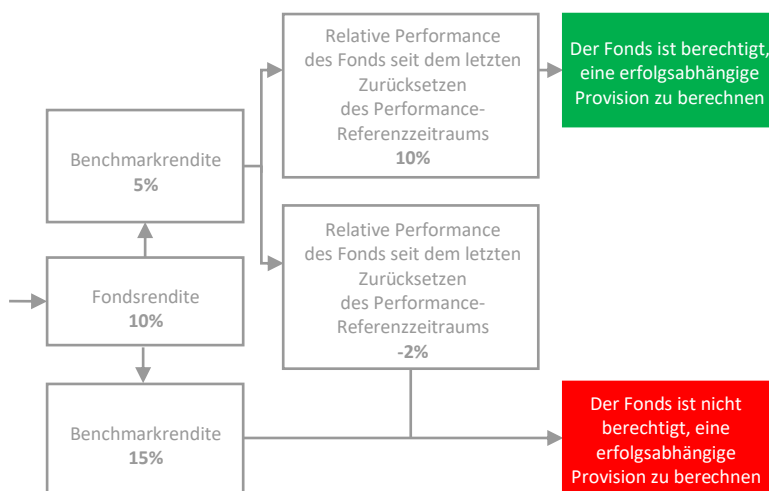 Relative Performance
des Fonds seit dem letzten
Zurücksetzen
des Performance-
Referenzzeitraums
10%
Der Fonds ist berechtigt,
eine erfolgsabhängige
Provision zu berechnen
Benchmarkrendite
5%
Relative Performance
des Fonds seit dem letzten
Zurücksetzen
des Performance-
Referenzzeitraums
-2%
Fondsrendite
10%
Benchmarkrendite
15%
Der Fonds ist nicht
berechtigt, eine
erfolgsabhängige
Provision zu berechnen